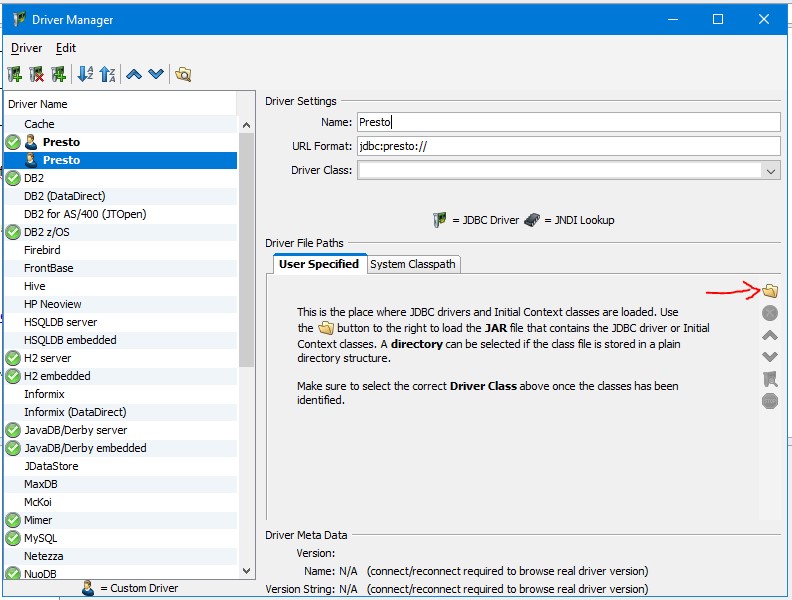 Driver Manager
Driver Edit
Driver Name
Cache
Presto
Presto
DB2
DB2 (DataDirect)
DB2 for AS/400 (JTOpen)
DB2 z/OS
Firebird
FrontBase
Hive
HP Neoview
HSQLDB server
HSQLDB embedded
H2 server
H2 embedded
Informix
Informix (DataDirect)
JavaDB/Derby server
JavaDB/Derby embedded
JDataStore
MaxDB
McKoi
Mimer
MySQL
Netezza
NuoDB
= Custom Driver
Driver Settings
Name: Presto
URL Format: jdbc:presto://
Driver Class:
= JDBC Driver = JNDI Lookup
Driver File Paths
User Specified System Classpath
This is the place where JDBC drivers and Initial Context classes are loaded. Use
the button to the right to load the JAR file that contains the JDBC driver or Initial
Context classes. A directory can be selected if the class file is stored in a plain
directory structure.
Make sure to select the correct Driver Class above once the classes has been
identified.
Driver Meta Data
Version:
Name: N/A (connect/reconnect required to browse real driver version)
Version String: N/A (connect/reconnect required to browse real driver version)